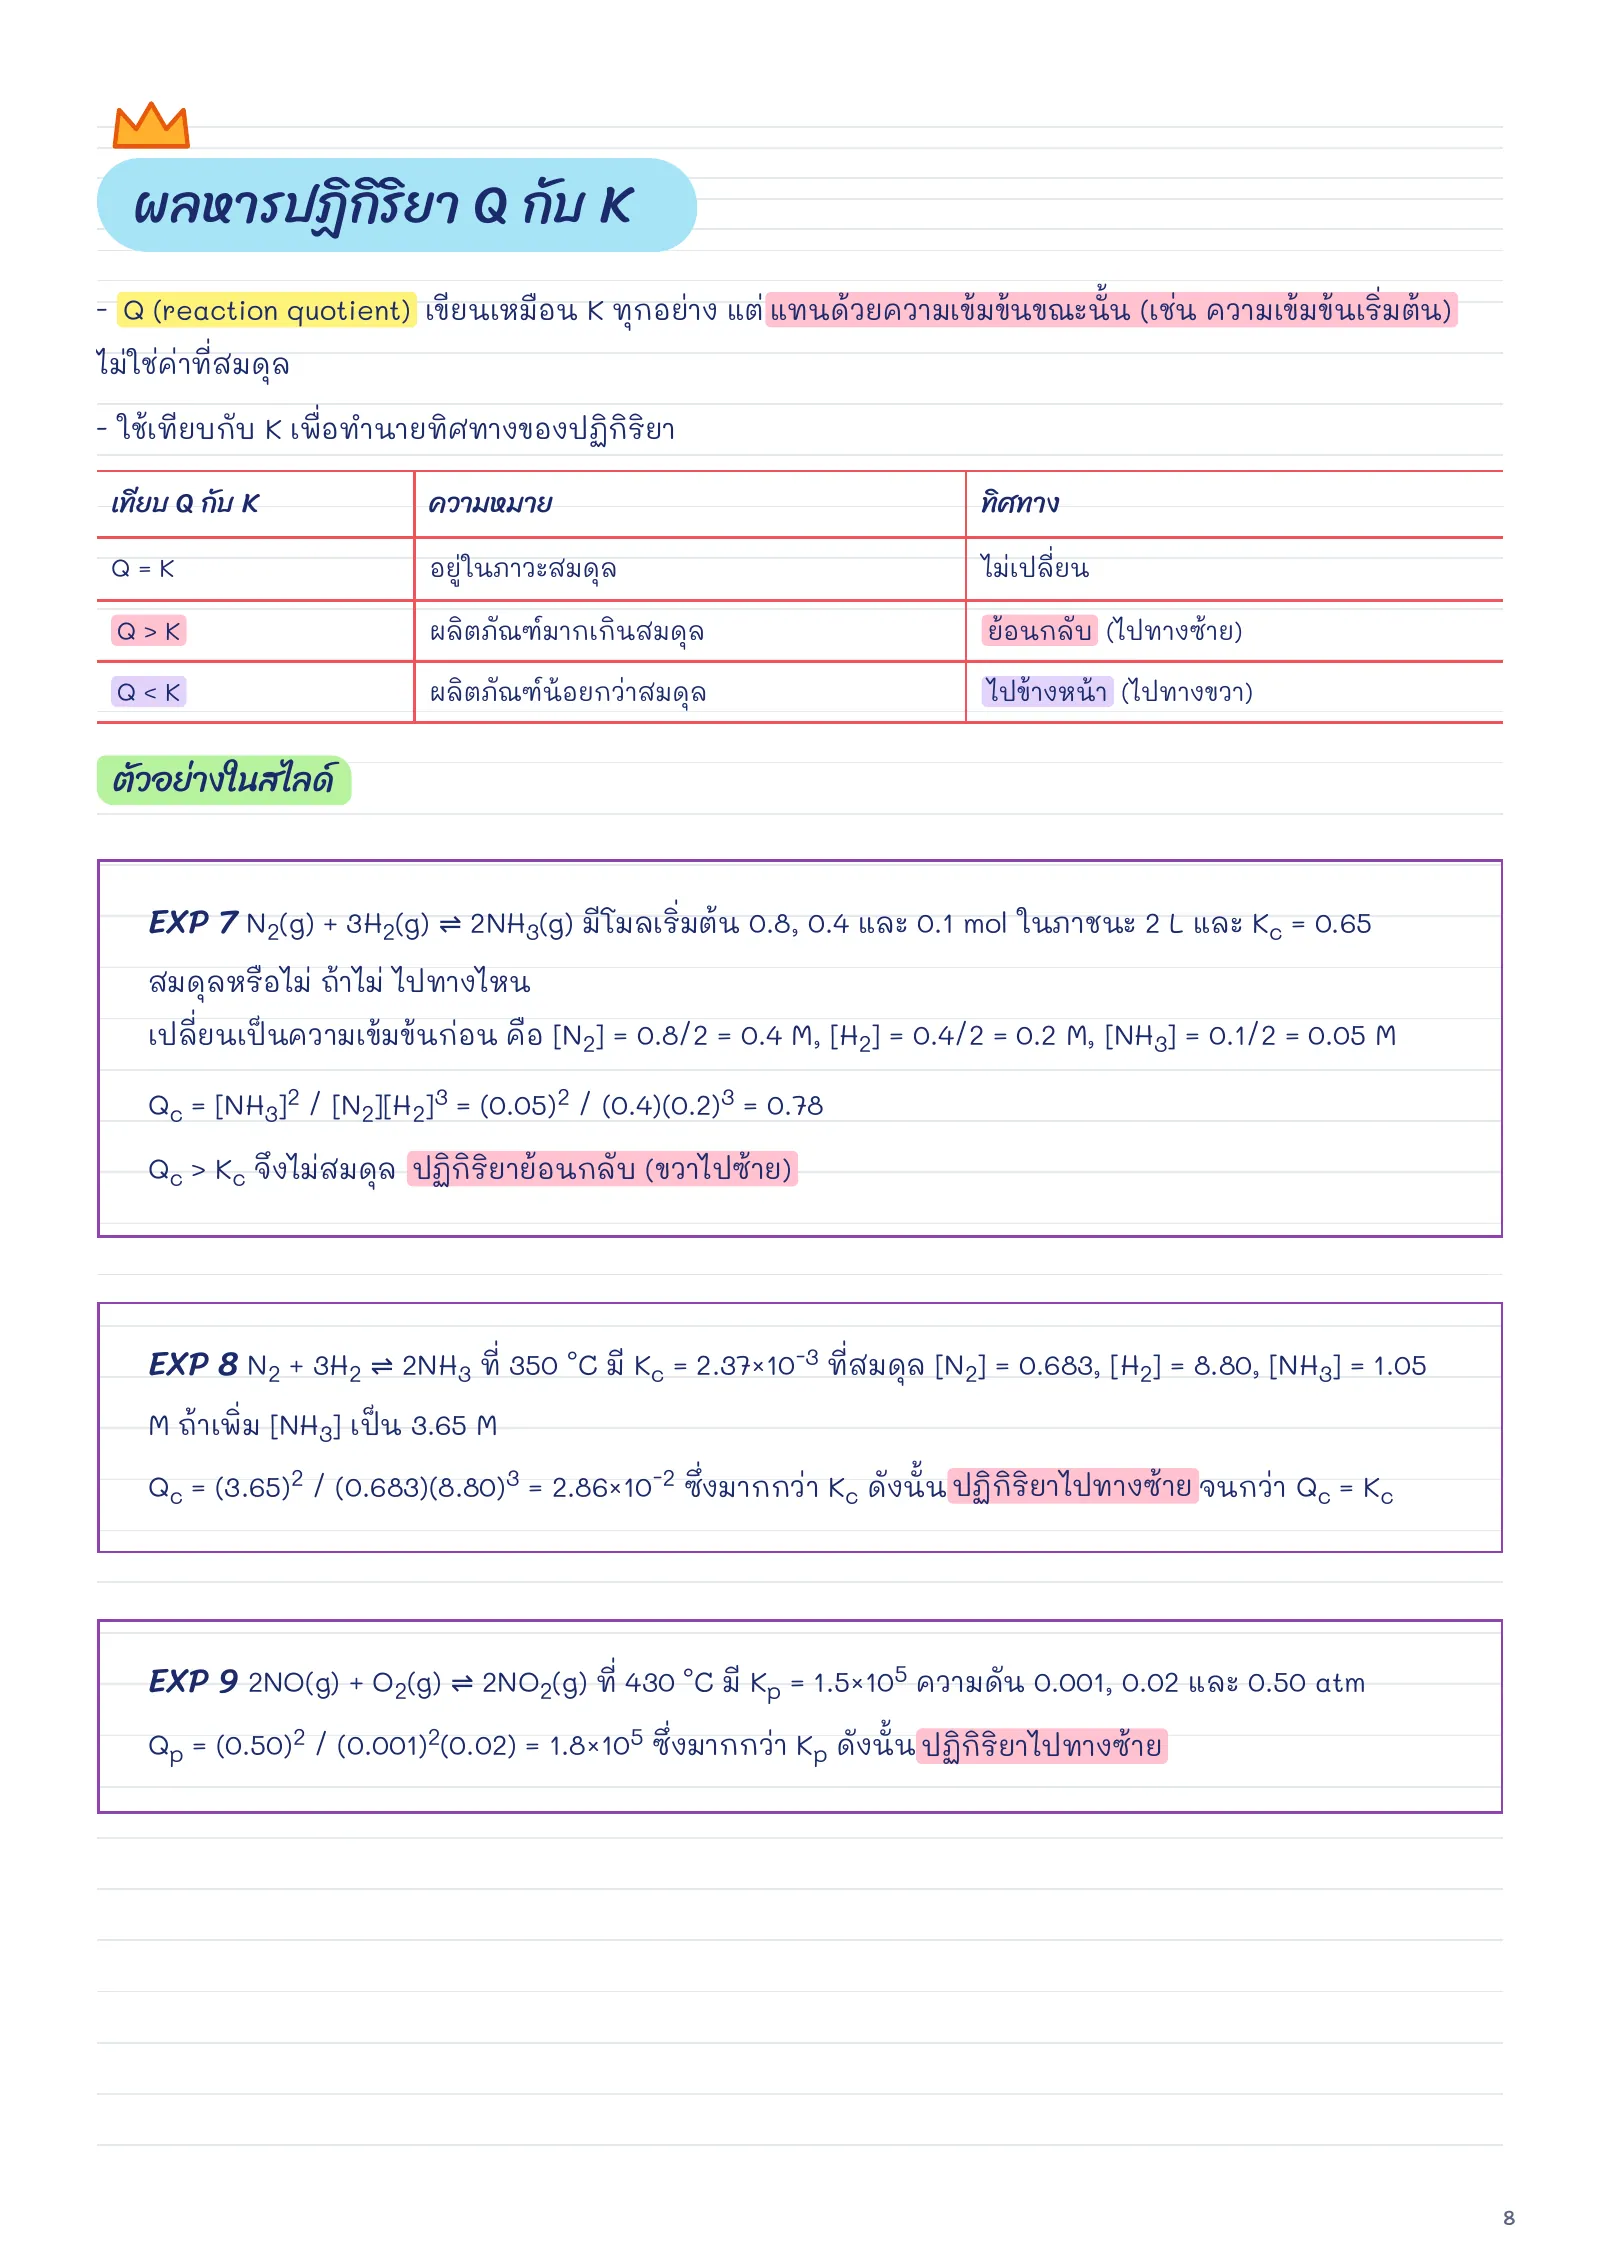 ผลหารปฏิกิริยา Q กับ K
- Q (reaction quotient) เขียนเหมือน K ทุกอย่าง แต่แทนด้วยความเข้มข้นขณะนั้น (เช่น ความเข้มข้นเริ่มต้น)
ไม่ใช่ค่าที่สมดุล
- ใช้เทียบกับ K เพื่อทำนายทิศทางของปฏิกิริยา
เทียบ Q กับ K | ความหมาย | ทิศทาง
Q = K | อยู่ในภาวะสมดุล | ไม่เปลี่ยน
Q > K | ผลิตภัณฑ์มากเกินสมดุล | ย้อนกลับ (ไปทางซ้าย)
Q < K | ผลิตภัณฑ์น้อยกว่าสมดุล | ไปข้างหน้า (ไปทางขวา)
ตัวอย่างในสไลด์
EXP 7 N₂(g) + 3H₂(g) ⇌ 2NH₃(g) มีโมลเริ่มต้น 0.8, 0.4 และ 0.1 mol ในภาชนะ 2 L และ K_c = 0.65
สมดุลหรือไม่ ถ้าไม่ ไปทางไหน
เปลี่ยนเป็นความเข้มข้นก่อน คือ [N₂] = 0.8/2 = 0.4 M, [H₂] = 0.4/2 = 0.2 M, [NH₃] = 0.1/2 = 0.05 M
Q_c = [NH₃]² / [N₂][H₂]³ = (0.05)² / (0.4)(0.2)³ = 0.78
Q_c > K_c จึงไม่สมดุล ปฏิกิริยาย้อนกลับ (ขวาไปซ้าย)
EXP 8 N₂ + 3H₂ ⇌ 2NH₃ ที่ 350 °C มี K_c = 2.37×10⁻³ ที่สมดุล [N₂] = 0.683, [H₂] = 8.80, [NH₃] = 1.05
M ถ้าเพิ่ม [NH₃] เป็น 3.65 M
Q_c = (3.65)² / (0.683)(8.80)³ = 2.86×10⁻² ซึ่งมากกว่า K_c ดังนั้นปฏิกิริยาไปทางซ้ายจนกว่า Q_c = K_c
EXP 9 2NO(g) + O₂(g) ⇌ 2NO₂(g) ที่ 430 °C มี K_p = 1.5×10⁵ ความดัน 0.001, 0.02 และ 0.50 atm
Q_p = (0.50)² / (0.001)²(0.02) = 1.8×10⁵ ซึ่งมากกว่า K_p ดังนั้นปฏิกิริยาไปทางซ้าย
8